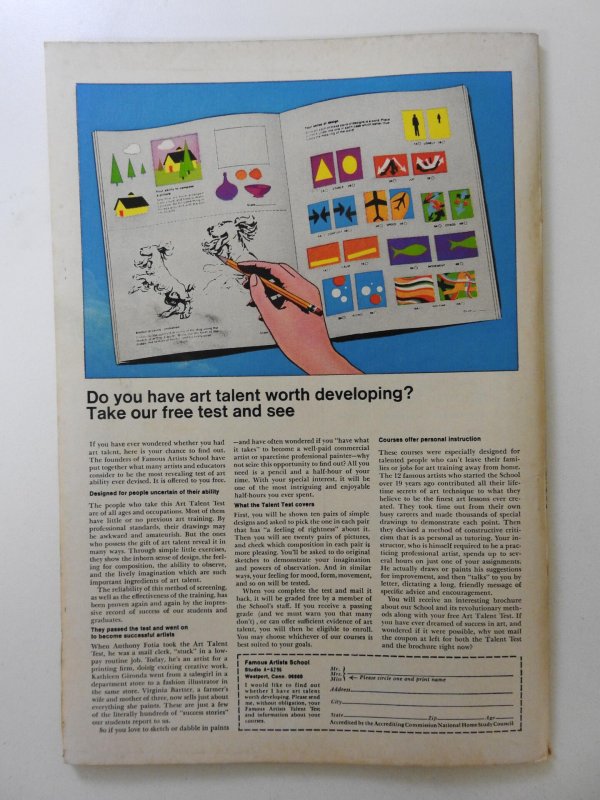 Your sense of design
Your ability to compose
a picture
Do you have art talent worth developing?
Take our free test and see
If you have ever wondered whether you had
art talent, here is your chance to find out.
The founders of Famous Artists School have
put together what many artists and educators
consider to be the most revealing test of art
ability ever devised. It is offered to you free.
Designed for people uncertain of their ability
The people who take this Art Talent Test
are of all ages and occupations. Most of them
have little or no previous art training. By
professional standards, their drawings may
be awkward and amateurish. But the ones
who possess the gift of art talent reveal it in
many ways. Through simple little exercises,
they show the inborn sense of design, the feel-
ing for composition, the ability to observe,
and the lively imagination which are such
important ingredients of art talent.
The reliability of this method of screening,
as well as the effectiveness of the training, has
been proven again and again by the impres-
sive record of success of our students and
graduates.
They passed the test and went on
to become successful artists
When Anthony Fotia took the Art Talent
Test, he was a mail clerk, "stuck" in a low-
pay routine job. Today, he's an artist for a
printing firm, doing exciting creative work.
Kathleen Gironda went from a salesgirl in a
department store to a fashion illustrator in
the same store. Virginia Bartter, a farmer's
wife and mother of three, now sells just about
everything she paints. These are just a few
of the literally hundreds of "success stories"
our students report to us.
So if you love to sketch or dabble in paints
—and have often wondered if you "have what
it takes" to become a well-paid commercial
artist or sparetime professional painter—why
not seize this opportunity to find out? All you
need is a pencil and a half-hour of your
time. With your special interest, it will be
one of the most intriguing and enjoyable
half-hours you ever spent.
What the Talent Test covers
First, you will be shown ten pairs of simple
designs and asked to pick the one in each pair
that has "a feeling of rightness" about it.
Then you will see twenty pairs of pictures,
and check which composition in each pair is
more pleasing. You'll be asked to do original
sketches to demonstrate your imagination
and powers of observation. And in similar
ways, your feeling for mood, form, movement,
and so on will be tested.
When you complete the test and mail it
back, it will be graded free by a member of
the School's staff. If you receive a passing
grade (and we must warn you that many
don't), or can offer sufficient evidence of art
talent, you will then be eligible to enroll.
You may choose whichever of our courses is
best suited to your goals.
Courses offer personal instruction
These courses were especially designed for
talented people who can't leave their fami-
lies or jobs for art training away from home.
The 12 famous artists who started the School
over 19 years ago contributed all their life-
time secrets of art technique to what they
believe to be the finest art lessons ever cre-
ated. They took time out from their own
busy careers and made thousands of special
drawings to demonstrate each point. Then
they devised a method of constructive criti-
cism that is as personal as tutoring. Your in-
structor, who is himself required to be a prac-
ticing professional artist, spends up to sev-
eral hours on just one of your assignments.
He actually draws or paints his suggestions
for improvement, and then "talks" to you by
letter, dictating a long, friendly message of
specific advice and encouragement.
You will receive an interesting brochure
about our School and its revolutionary meth-
ods along with your free Art Talent Test. If
you have ever dreamed of success in art, and
wondered if it were possible, why not mail
the coupon at left for both the Talent Test
and the brochure right now?
Famous Artists School
Westport, Conn. 06880
I would like to find out
whether I have art talent
worth developing. Please send
me, without obligation, your
Famous Artists Talent Test
and information about your
courses.
Mr.
Mrs.
Miss
Please circle one and print name
Address
City
State Zip Age
Accredited by the Accrediting Commission National Home Study Council